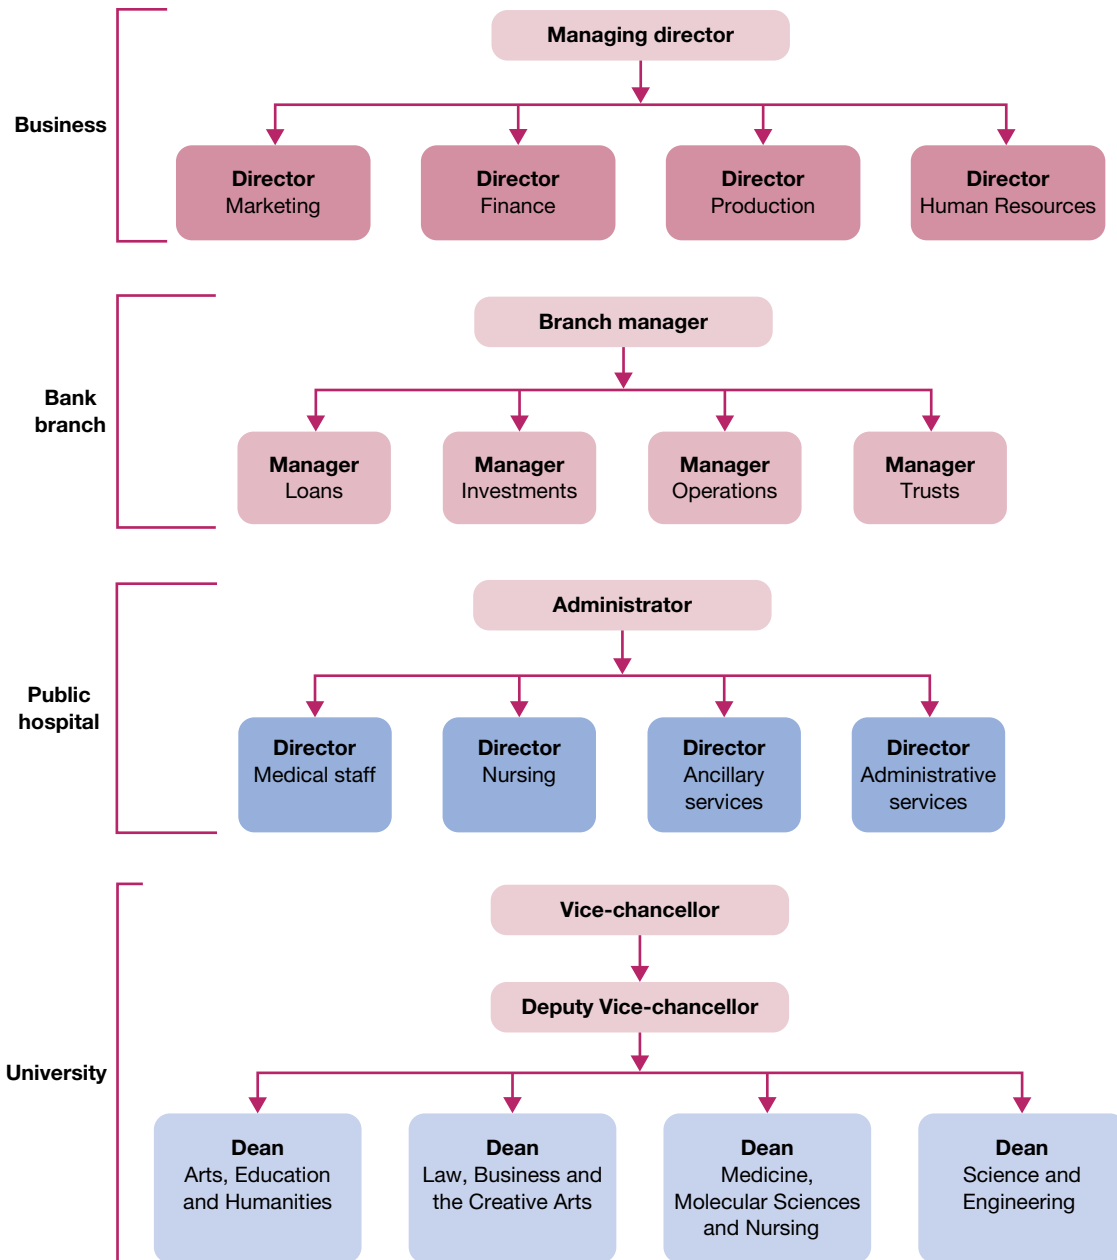 Business
Managing director
Director
Marketing
Director
Finance
Director
Production
Director
Human Resources
Bank
branch
Branch manager
Manager
Loans
Manager
Investments
Manager
Operations
Manager
Trusts
Public
hospital
Administrator
Director
Medical staff
Director
Nursing
Director
Ancillary
services
Director
Administrative
services
University
Vice-chancellor
Deputy Vice-chancellor
Dean
Arts, Education
and Humanities
Dean
Law, Business and
the Creative Arts
Dean
Medicine,
Molecular Sciences
and Nursing
Dean
Science and
Engineering